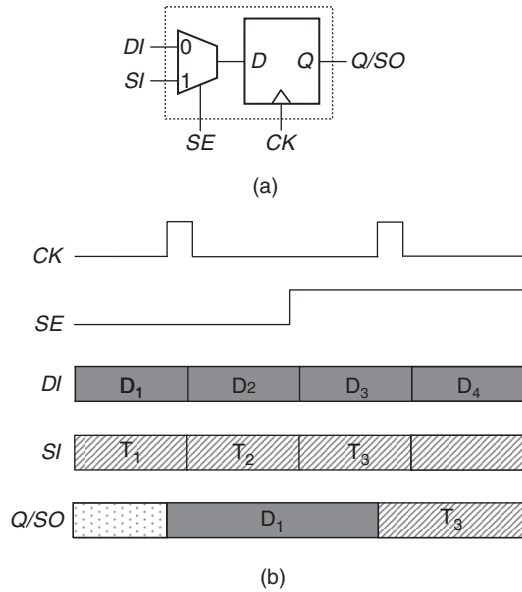 DI 0 D Q Q/SO
SI 1
SE CK
(a)
CK
SE
DI D1 D2 D3 D4
SI T1 T2 T3
Q/SO D1 T3
(b)